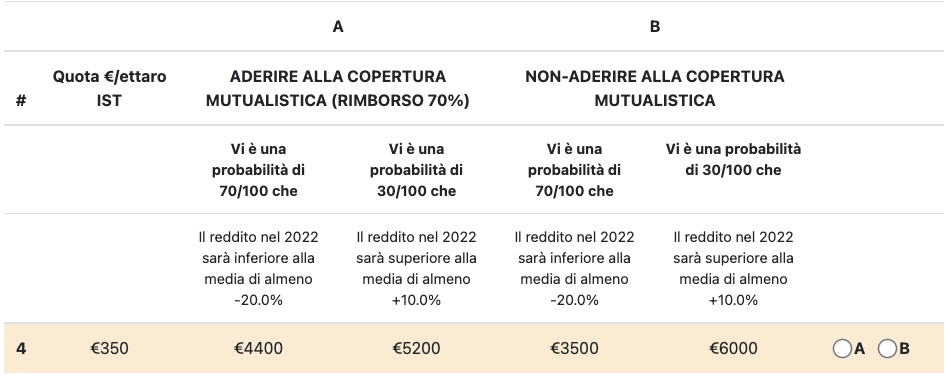 A B
Quota €/ettaro IST
ADERIRE ALLA COPERTURA MUTUALISTICA (RIMBORSO 70%)
NON-ADERIRE ALLA COPERTURA MUTUALISTICA
#
Vi è una probabilità di 70/100 che
Vi è una probabilità di 30/100 che
Vi è una probabilità di 70/100 che
Vi è una probabilità di 30/100 che
Il reddito nel 2022 sarà inferiore alla media di almeno -20.0%
Il reddito nel 2022 sarà superiore alla media di almeno +10.0%
Il reddito nel 2022 sarà inferiore alla media di almeno -20.0%
Il reddito nel 2022 sarà superiore alla media di almeno +10.0%
4 €350 €4400 €5200 €3500 €6000 A B